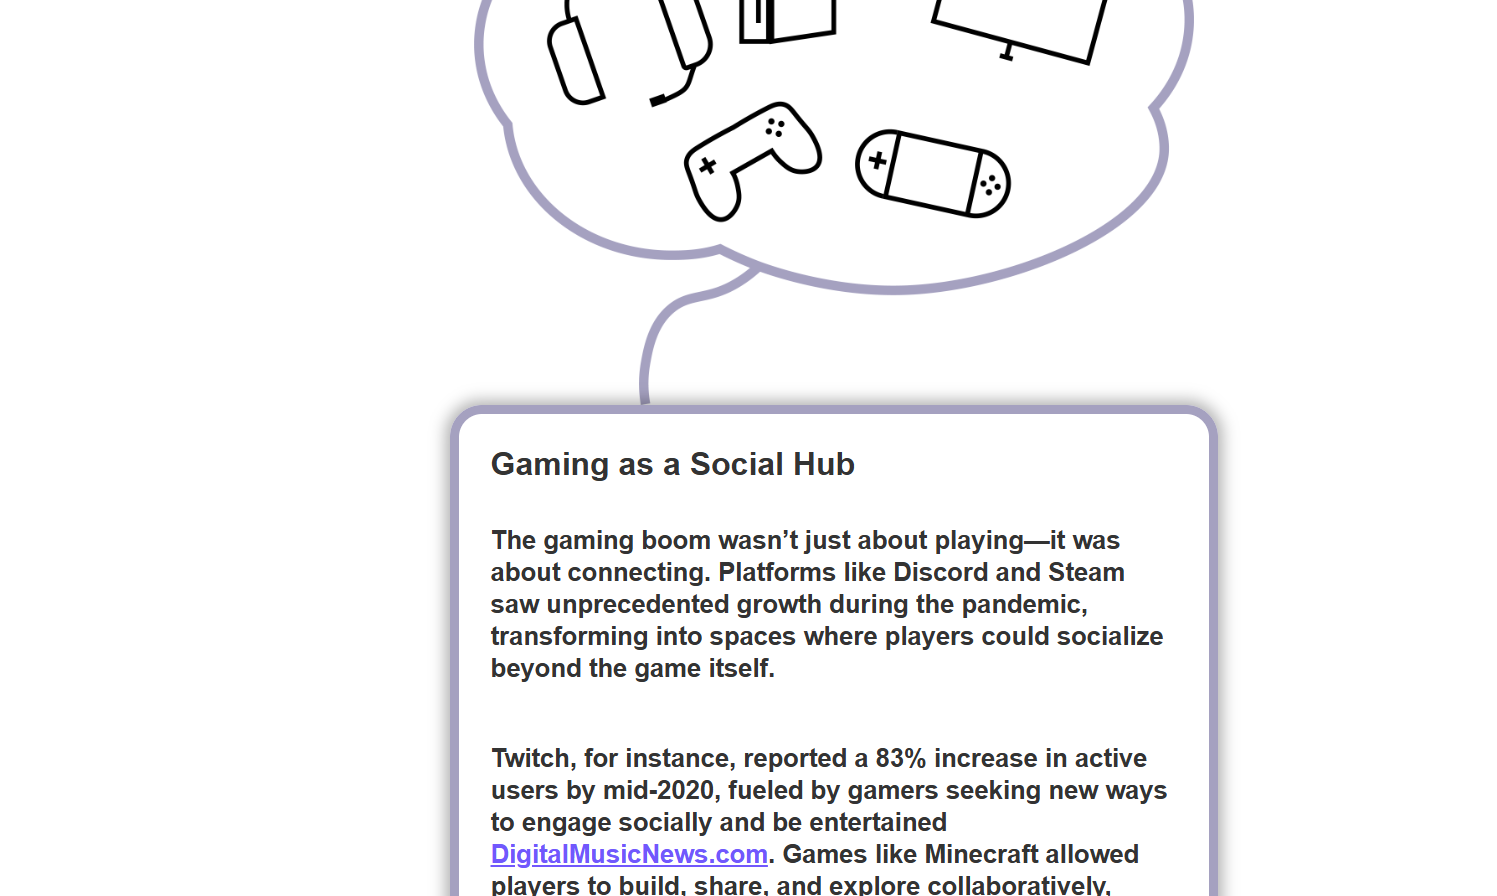 Gaming as a Social Hub
The gaming boom wasn’t just about playing—it was
about connecting. Platforms like Discord and Steam
saw unprecedented growth during the pandemic,
transforming into spaces where players could socialize
beyond the game itself.
Twitch, for instance, reported a 83% increase in active
users by mid-2020, fueled by gamers seeking new ways
to engage socially and be entertained
DigitalMusicNews.com. Games like Minecraft allowed
players to build, share, and explore collaboratively,